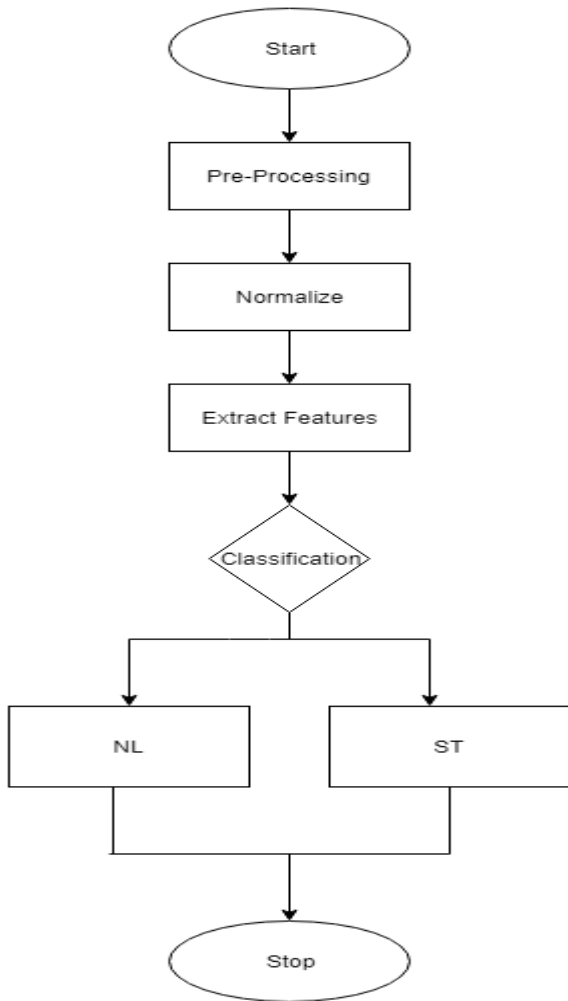 Start
Pre-Processing
Normalize
Extract Features
Classification
NL
ST
Stop